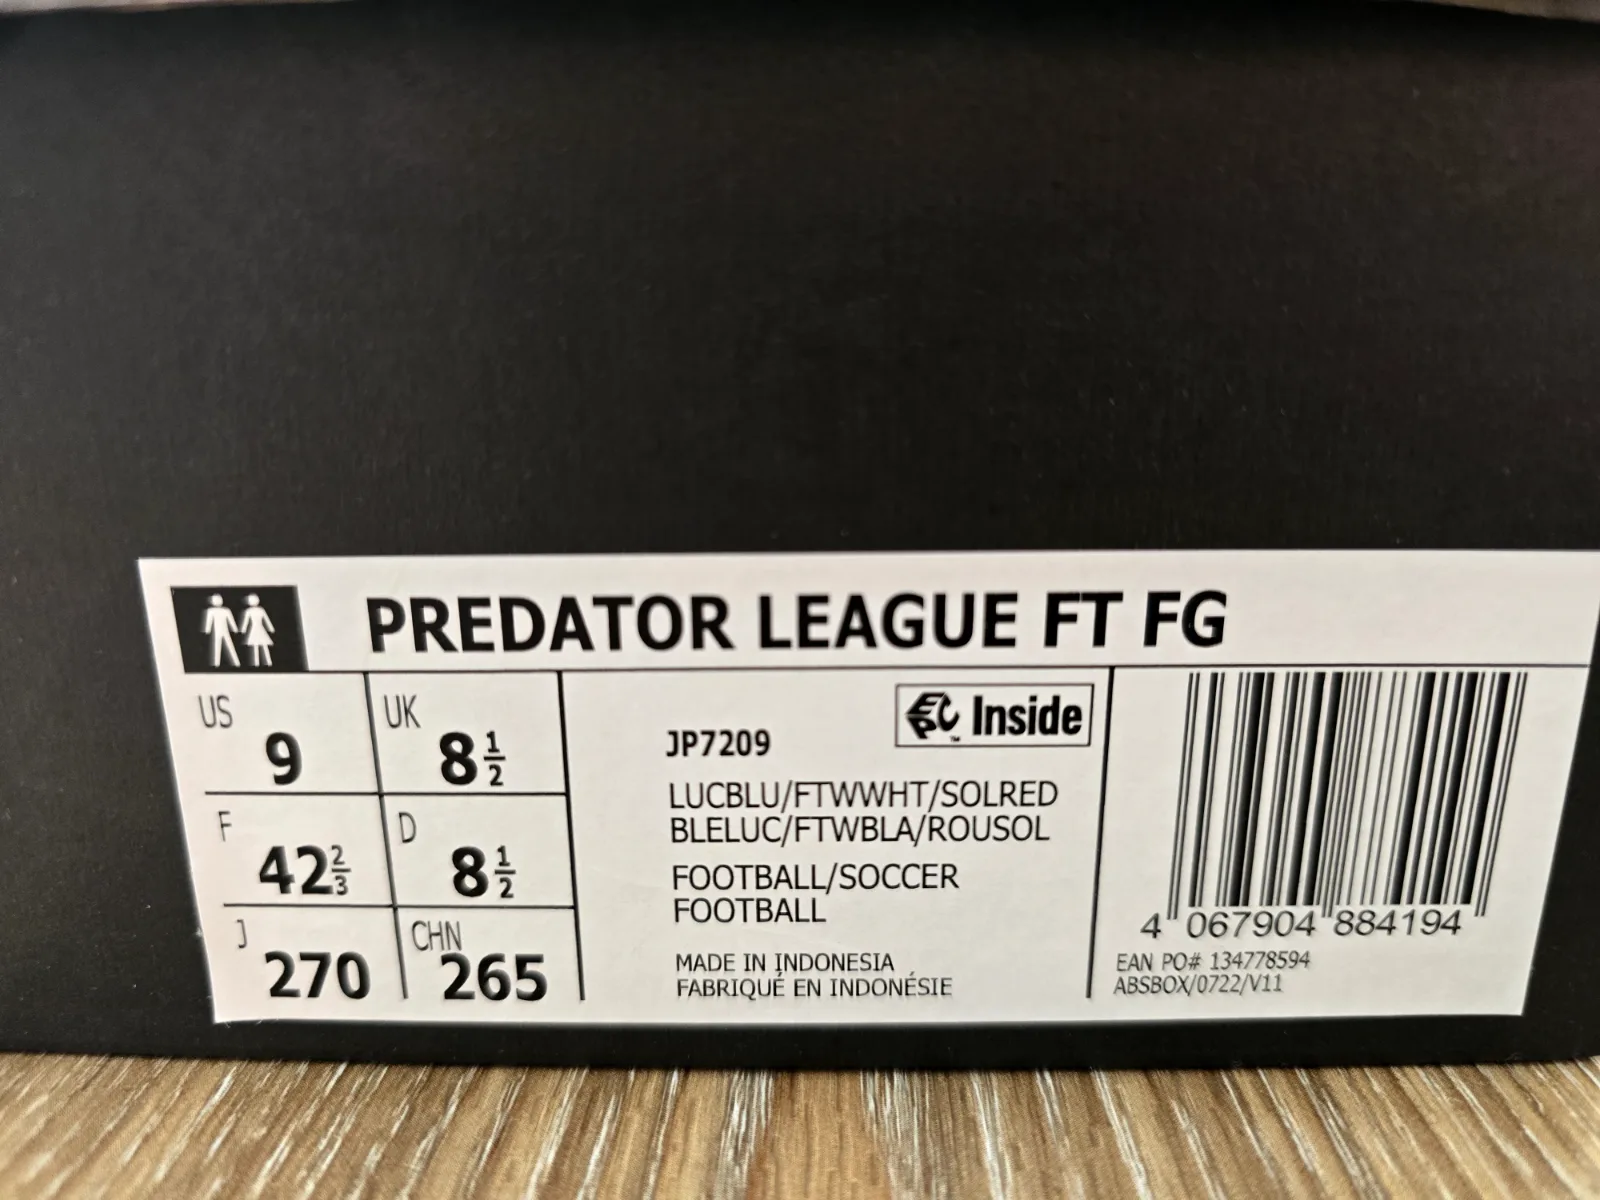 PREDATOR LEAGUE FT FG
US 9
UK 8 1/2
F 42 2/3
D 8 1/2
J 270
CHN 265
JP7209
Inside
LUCBLU/FTWWHT/SOLRED
BLELUC/FTWBLA/ROUSOL
FOOTBALL/SOCCER
FOOTBALL
MADE IN INDONESIA
FABRIQUÉ EN INDONÉSIE
4 067904 884194
EAN PO# 134778594
ABSBOX/0722/V11